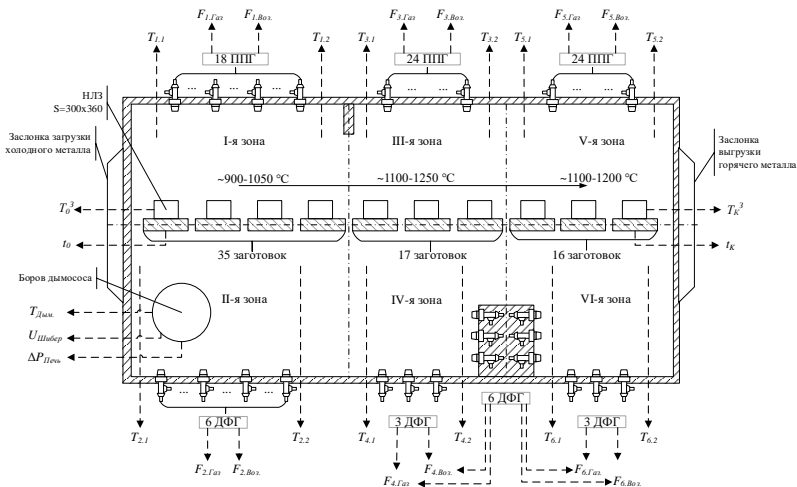 F1.Газ
F1.Воз.
F3.Газ
F3.Воз.
F5.Газ
F5.Воз.
T1.1
T1.2
T3.1
T3.2
T5.1
T5.2
18 ППГ
24 ППГ
24 ППГ
...
...
...
...
НЛЗ
S=300x360
Заслонка загрузки
холодного металла
I-я зона
III-я зона
V-я зона
Заслонка
выгрузки
горячего металла
~900-1050 °C
~1100-1250 °C
~1100-1200 °C
T0З
TКЗ
t0
tК
35 заготовок
17 заготовок
16 заготовок
Боров дымососа
II-я зона
IV-я зона
VI-я зона
TДым.
UШибер
ΔPПечь
...
...
6 ДФГ
3 ДФГ
6 ДФГ
3 ДФГ
T2.1
T2.2
T4.1
T4.2
T6.1
T6.2
F2.Газ
F2.Воз.
F4.Воз.
F4.Газ
F6.Газ.
F6.Воз.